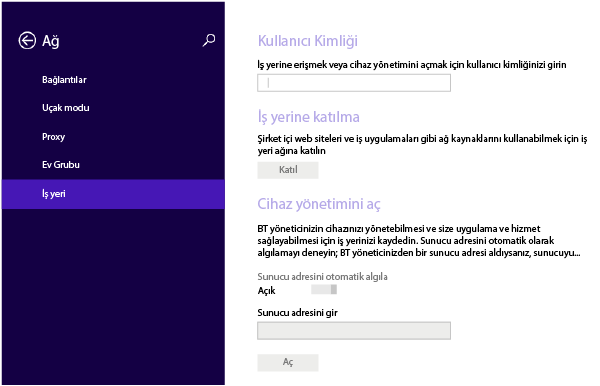 Ağ
Bağlantılar
Uçak modu
Proxy
Ev Grubu
İş yeri
Kullanıcı Kimliği
İş yerine erişmek veya cihaz yönetimini açmak için kullanıcı kimliğinizi girin
İş yerine katılma
Şirket içi web siteleri ve iş uygulamaları gibi ağ kaynaklarını kullanabilmek için iş
yeri ağına katılın
Katıl
Cihaz yönetimini aç
BT yöneticinizin cihazınızı yönetebilmesi ve size uygulama ve hizmet
sağlayabilmesi için iş yerinizi kaydedin. Sunucu adresini otomatik olarak
algılamayı deneyin; BT yöneticinizden bir sunucu adresi aldıysanız, sunucuyu...
Sunucu adresini otomatik algıla
Açık
Sunucu adresini gir
Aç